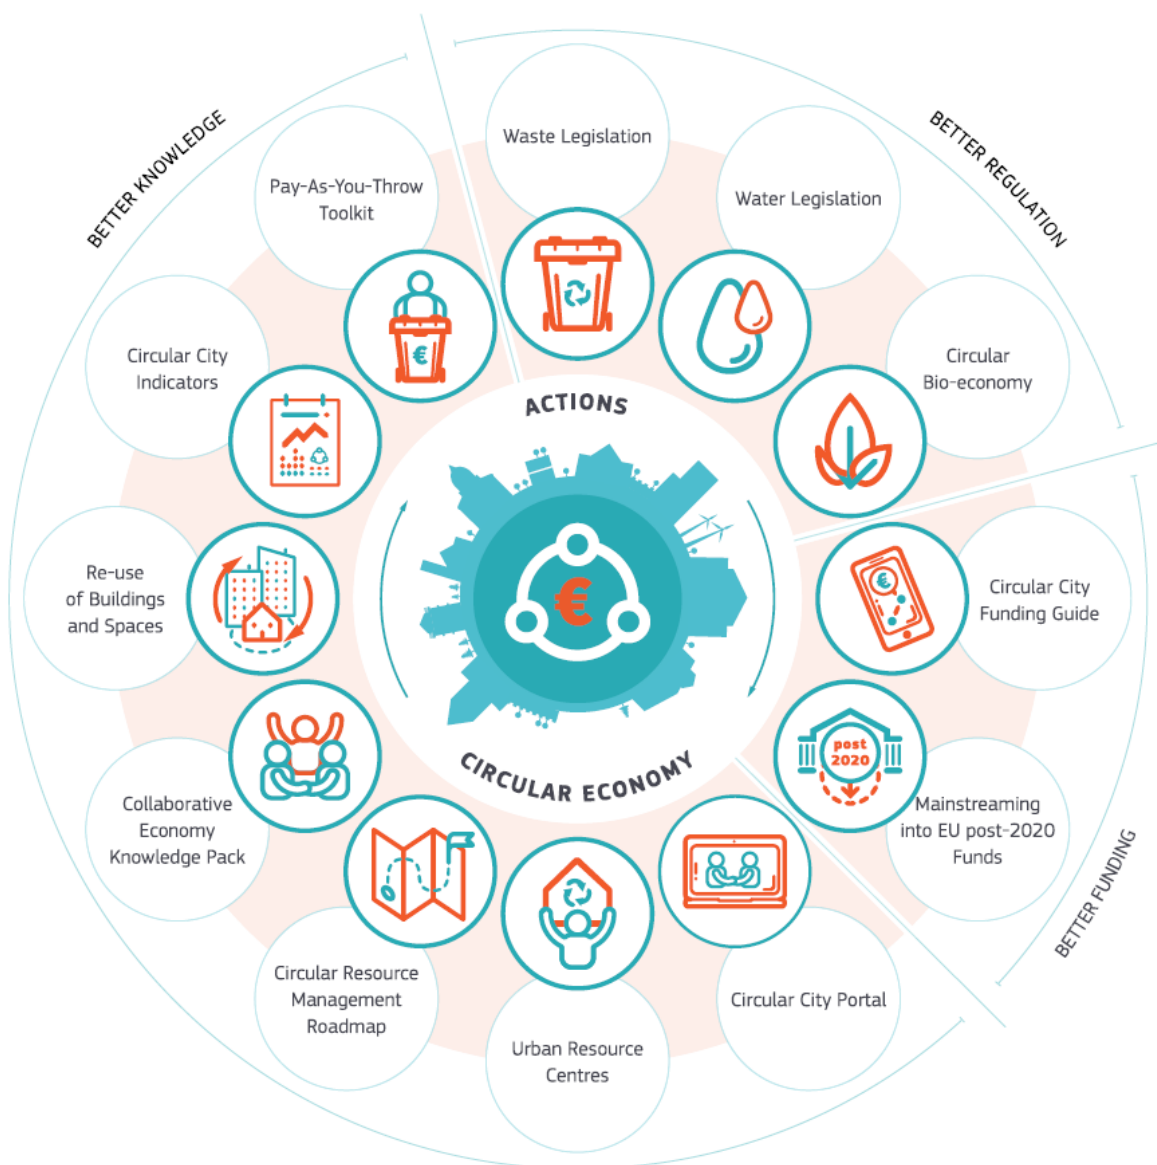 BETTER KNOWLEDGE
BETTER REGULATION
BETTER FUNDING
Waste Legislation
Water Legislation
Circular
Bio-economy
Circular City
Funding Guide
Mainstreaming
into EU post-2020
Funds
Circular City Portal
Urban Resource
Centres
Circular Resource
Management
Roadmap
Collaborative
Economy
Knowledge Pack
Re-use
of Buildings
and Spaces
Circular City
Indicators
Pay-As-You-Throw
Toolkit
€
€
post
2020
ACTIONS
€
CIRCULAR ECONOMY